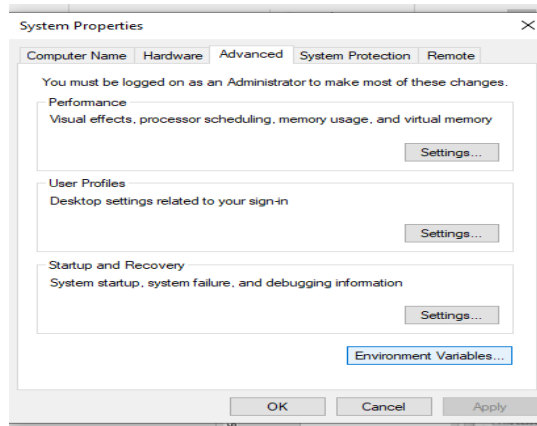 System Properties
Computer Name Hardware Advanced System Protection Remote
You must be logged on as an Administrator to make most of these changes.
Performance
Visual effects, processor scheduling, memory usage, and virtual memory
Settings...
User Profiles
Desktop settings related to your sign-in
Settings...
Startup and Recovery
System startup, system failure, and debugging information
Settings...
Environment Variables...
OK Cancel Apply